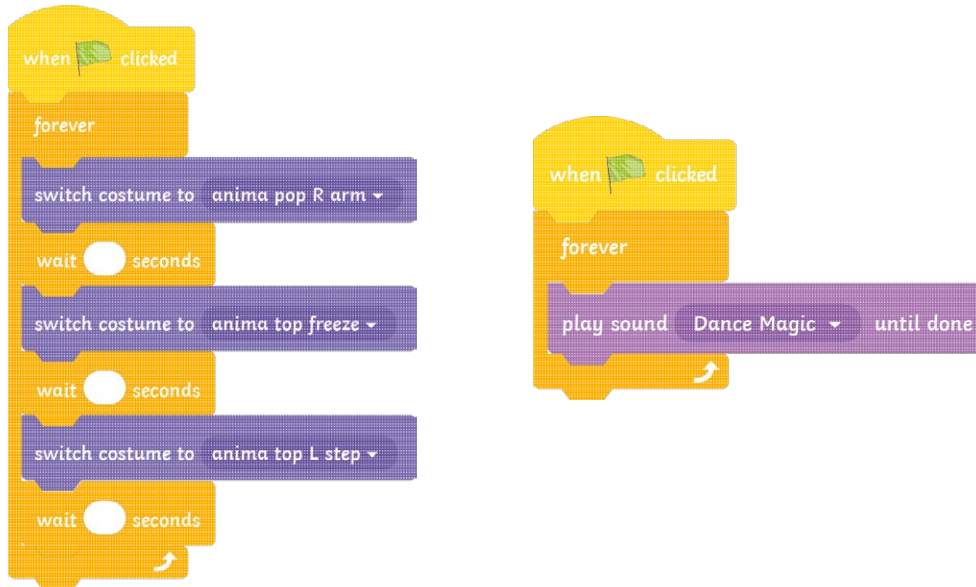 when clicked
forever
switch costume to anima pop R arm
wait seconds
switch costume to anima top freeze
wait seconds
switch costume to anima top L step
wait seconds
when clicked
forever
play sound Dance Magic until done